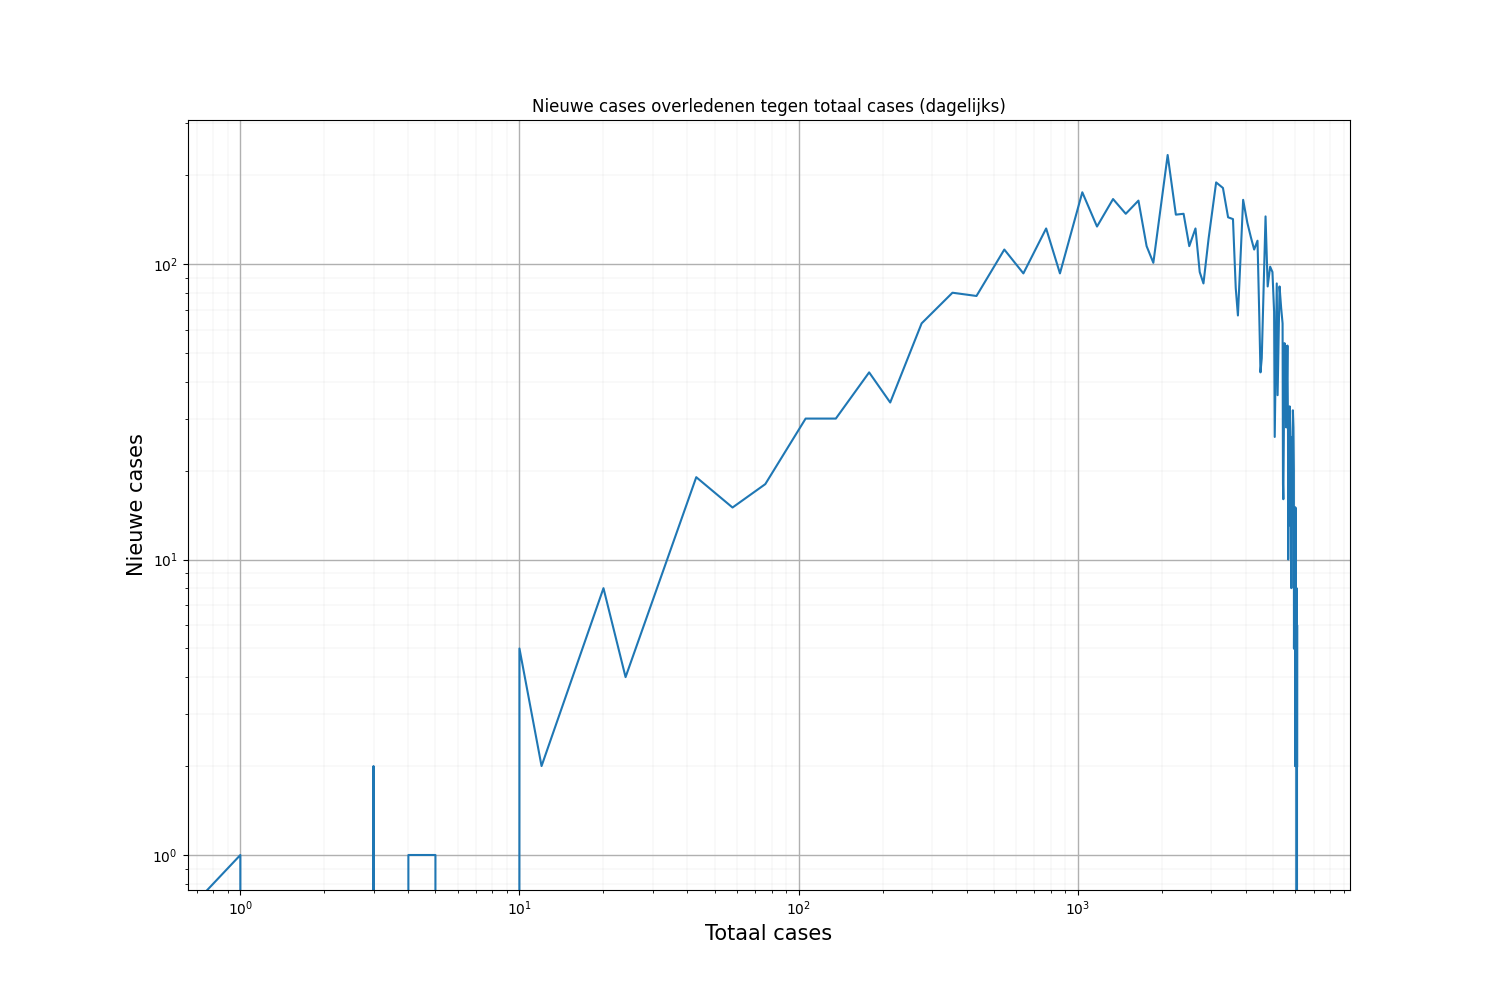 Nieuwe cases overledenen tegen totaal cases (dagelijks)
Nieuwe cases
10²
10¹
10⁰
10⁰ 10¹ 10² 10³
Totaal cases